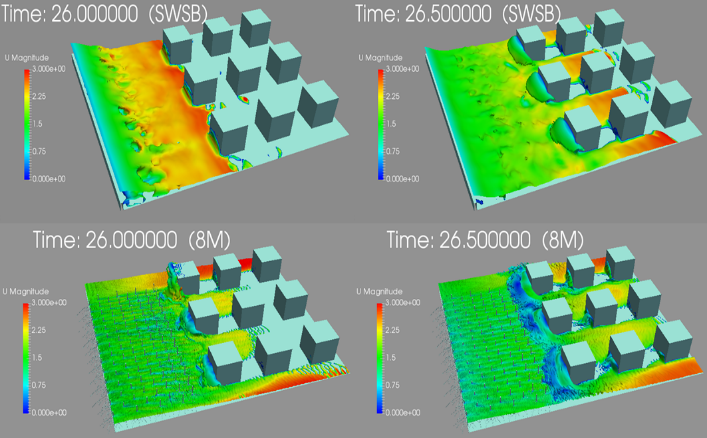 Time: 26.000000 (SWSB)
U Magnitude
3.000e+00
2.25
1.5
0.75
0.000e+00
Time: 26.500000 (SWSB)
U Magnitude
3.000e+00
2.25
1.5
0.75
0.000e+00
Time: 26.000000 (8M)
U Magnitude
3.000e+00
2.25
1.5
0.75
0.000e+00
Time: 26.500000 (8M)
U Magnitude
3.000e+00
2.25
1.5
0.75
0.000e+00